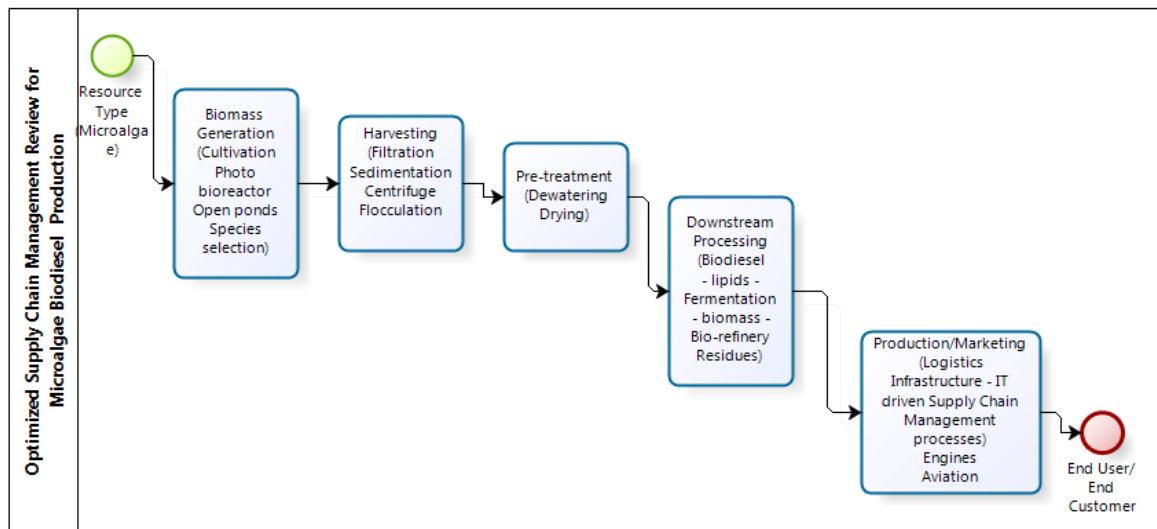 Optimized Supply Chain Management Review for
Microalgae Biodiesel Production
Resource
Type
(Microalga
e)
Biomass
Generation
(Cultivation
Photo
bioreactor
Open ponds
Species
selection)
Harvesting
(Filtration
Sedimentation
Centrifuge
Flocculation
Pre-treatment
(Dewatering
Drying)
Downstream
Processing
(Biodiesel
- lipids -
Fermentation
- biomass -
Bio-refinery
Residues)
Production/Marketing
(Logistics
Infrastructure - IT
driven Supply Chain
Management
processes)
Engines
Aviation
End User/
End
Customer